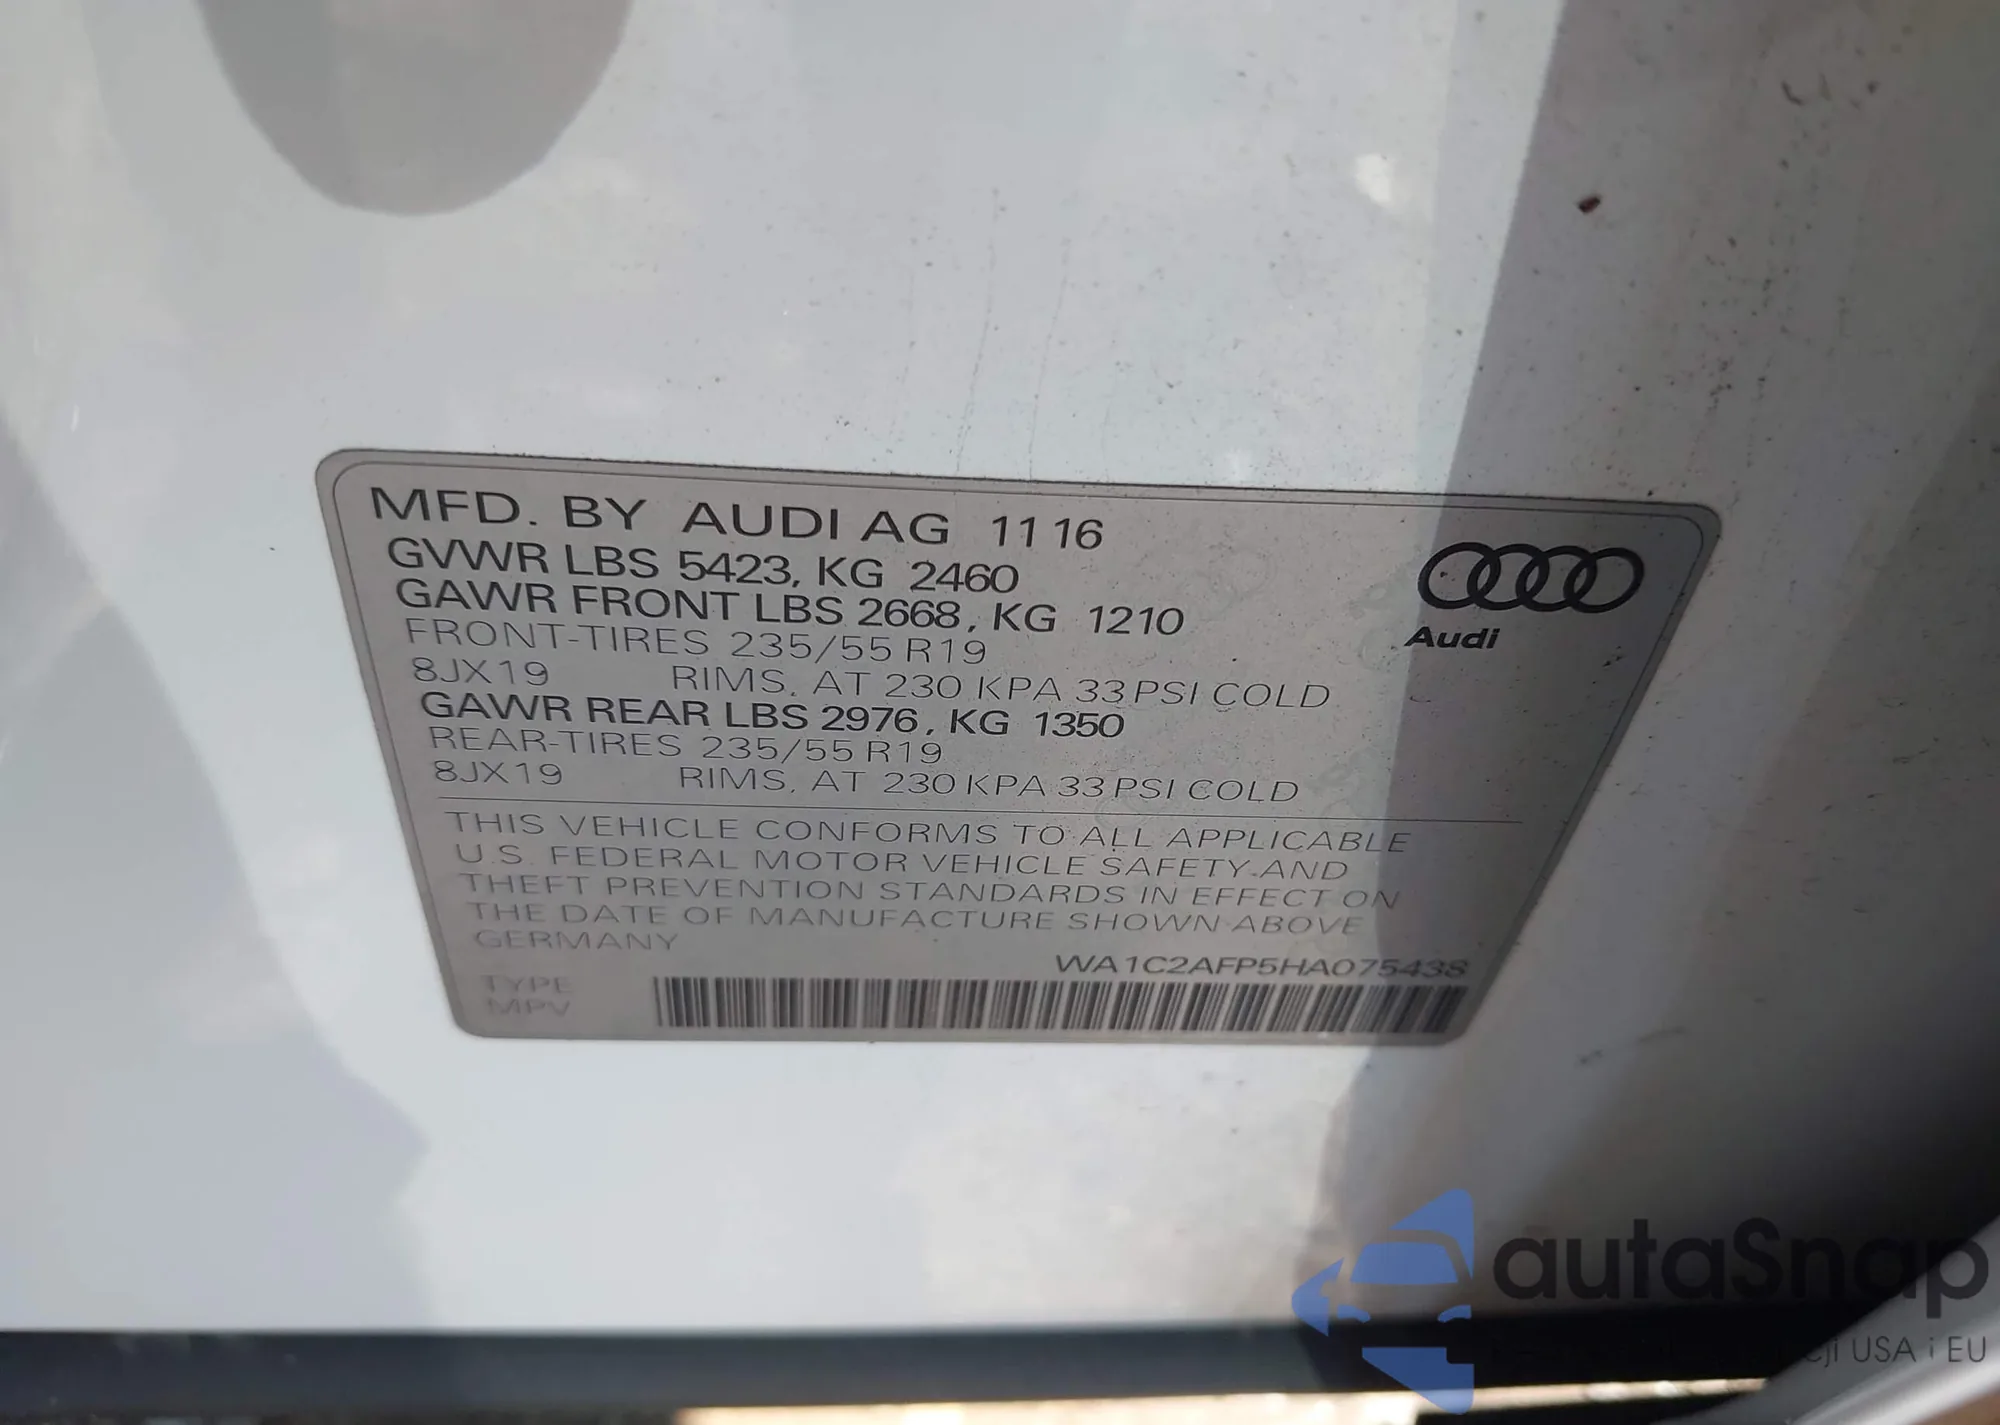 MFD. BY AUDI AG 11 16
GVWR LBS 5423, KG 2460
GAWR FRONT LBS 2668, KG 1210
FRONT-TIRES 235/55 R19
8JX19 RIMS, AT 230 KPA 33 PSI COLD
GAWR REAR LBS 2976, KG 1350
REAR-TIRES 235/55 R19
8JX19 RIMS, AT 230 KPA 33 PSI COLD
Audi
THIS VEHICLE CONFORMS TO ALL APPLICABLE
U.S. FEDERAL MOTOR VEHICLE SAFETY AND
THEFT PREVENTION STANDARDS IN EFFECT ON
THE DATE OF MANUFACTURE SHOWN ABOVE
GERMANY
WA1C2AFP5HA075438
TYPE
MPV
autaSnap
USA i EU